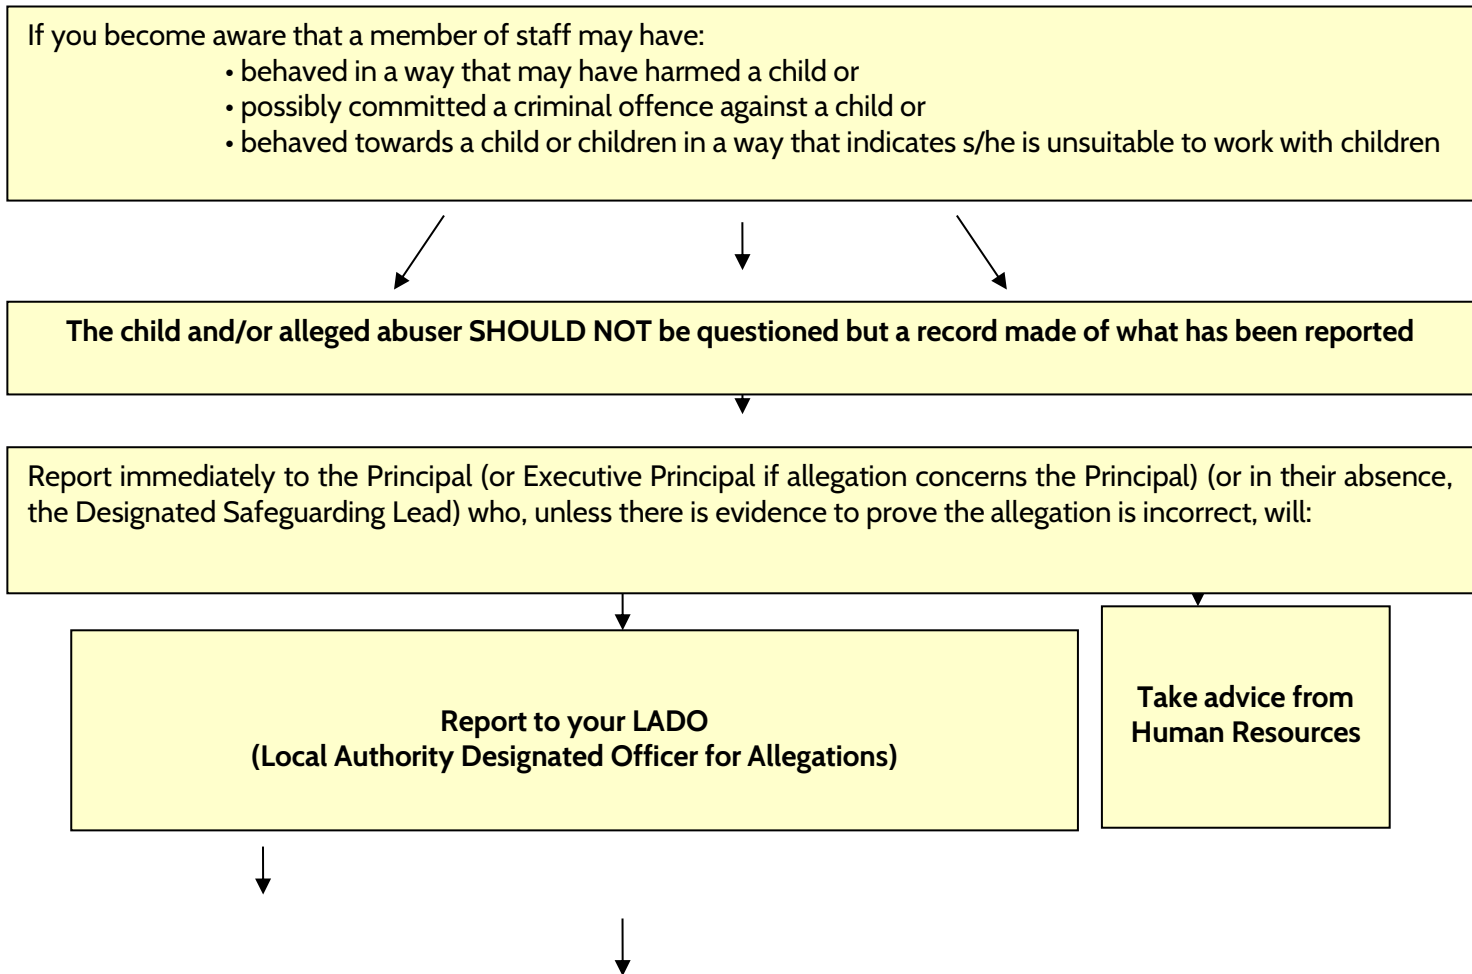 If you become aware that a member of staff may have:
• behaved in a way that may have harmed a child or
• possibly committed a criminal offence against a child or
• behaved towards a child or children in a way that indicates s/he is unsuitable to work with children
The child and/or alleged abuser SHOULD NOT be questioned but a record made of what has been reported
Report immediately to the Principal (or Executive Principal if allegation concerns the Principal) (or in their absence,
the Designated Safeguarding Lead) who, unless there is evidence to prove the allegation is incorrect, will:
Report to your LADO
(Local Authority Designated Officer for Allegations)
Take advice from
Human Resources